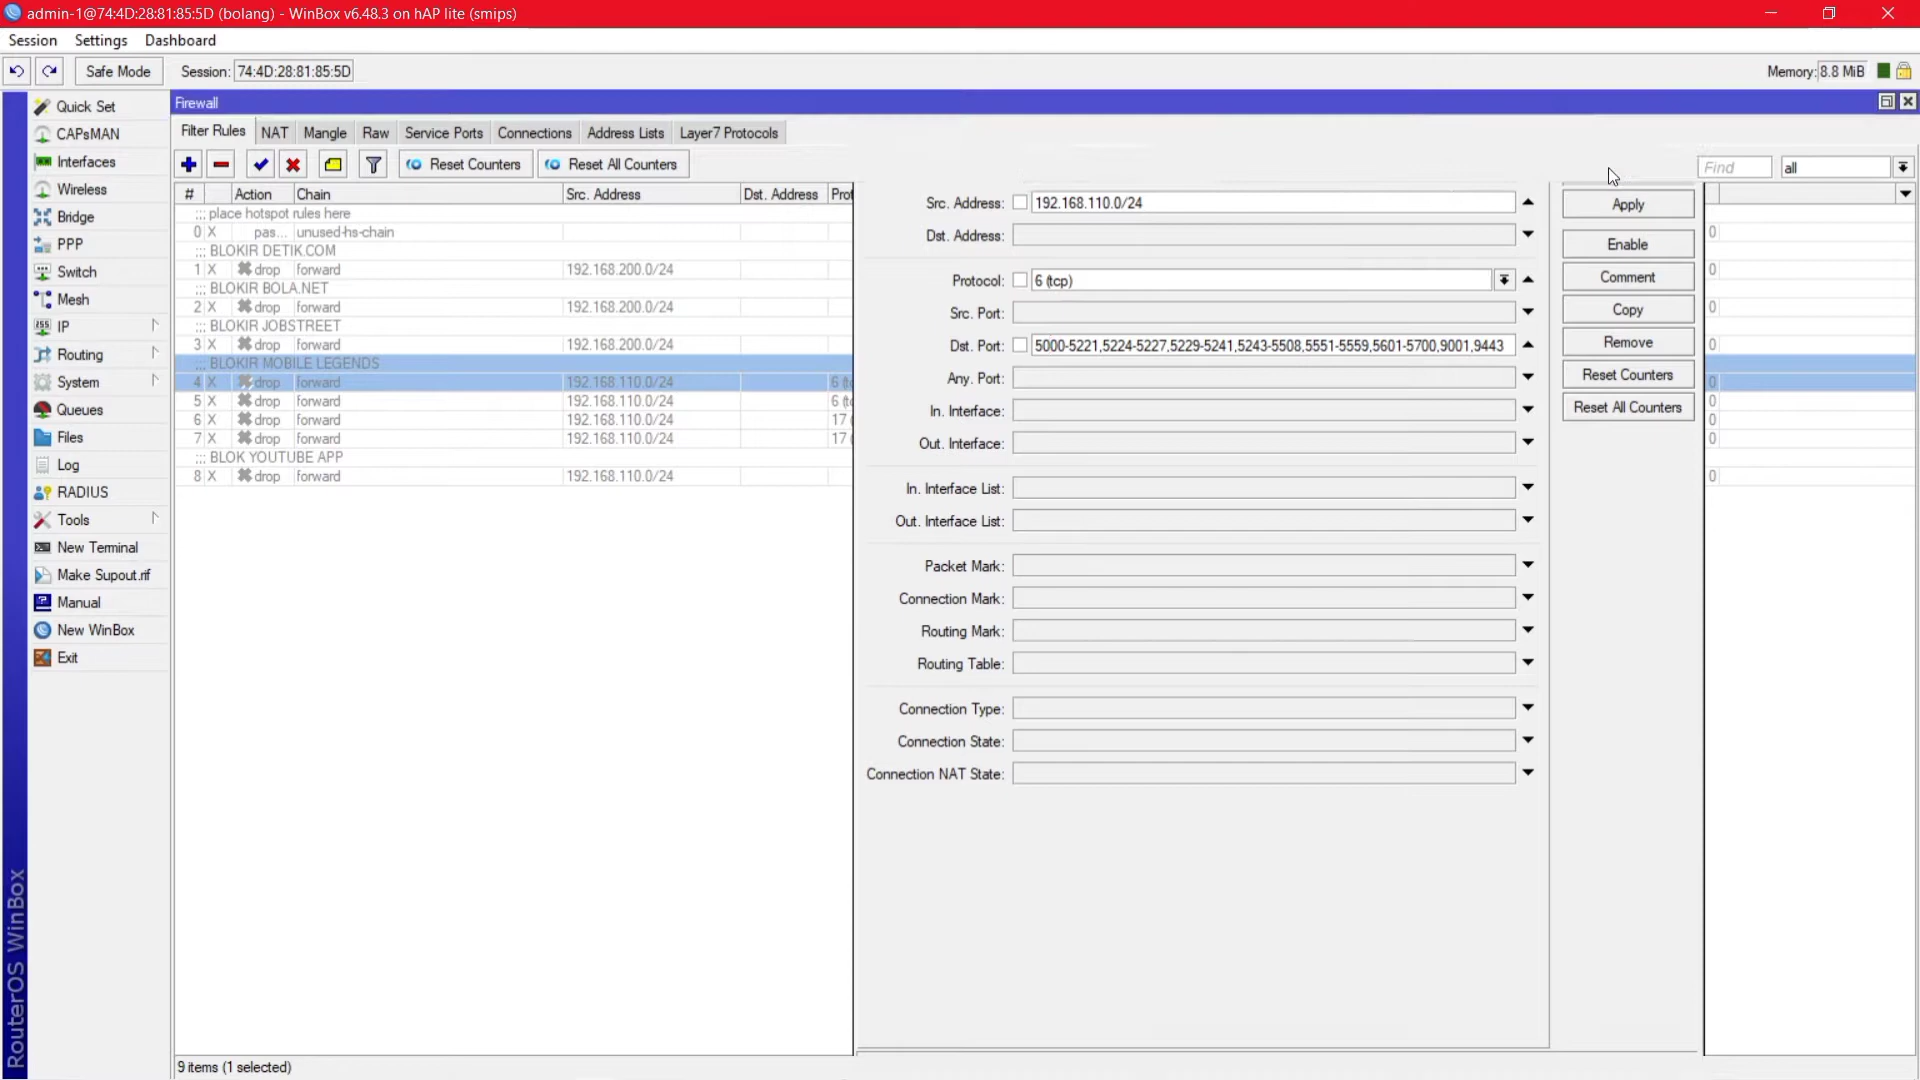 admin-1@74:4D:28:81:85:5D (bolang) - WinBox v6.48.3 on hAP lite (smips)
Session Settings Dashboard
Safe Mode Session: 74:4D:28:81:85:5D Memory: 8.8 MiB
Quick Set
CAPsMAN
Interfaces
Wireless
Bridge
PPP
Switch
Mesh
IP
Routing
System
Queues
Files
Log
RADIUS
Tools
New Terminal
Make Supout.rif
Manual
New WinBox
Exit
RouterOS WinBox
Firewall
Filter Rules NAT Mangle Raw Service Ports Connections Address Lists Layer7 Protocols
Reset Counters Reset All Counters Find all
# Action Chain Src. Address Dst. Address
;;; place hotspot rules here
0 X pas... unused-hs-chain 0
;;; BLOKIR DETIK.COM
1 X drop forward 192.168.200.0/24 0
;;; BLOKIR BOLA.NET
2 X drop forward 192.168.200.0/24 0
;;; BLOKIR JOBSTREET
3 X drop forward 192.168.200.0/24 0
;;; BLOKIR MOBILE LEGENDS
4 X drop forward 192.168.110.0/24 6 0
5 X drop forward 192.168.110.0/24 6 0
6 X drop forward 192.168.110.0/24 17 0
7 X drop forward 192.168.110.0/24 17 0
;;; BLOK YOUTUBE APP
8 X drop forward 192.168.110.0/24 0
Src. Address: 192.168.110.0/24
Dst. Address:
Protocol: 6 (tcp)
Src. Port:
Dst. Port: 5000-5221,5224-5227,5229-5241,5243-5508,5551-5559,5601-5700,9001,9443
Any. Port:
In. Interface:
Out. Interface:
In. Interface List:
Out. Interface List:
Packet Mark:
Connection Mark:
Routing Mark:
Routing Table:
Connection Type:
Connection State:
Connection NAT State:
Apply
Enable
Comment
Copy
Remove
Reset Counters
Reset All Counters
9 items (1 selected)